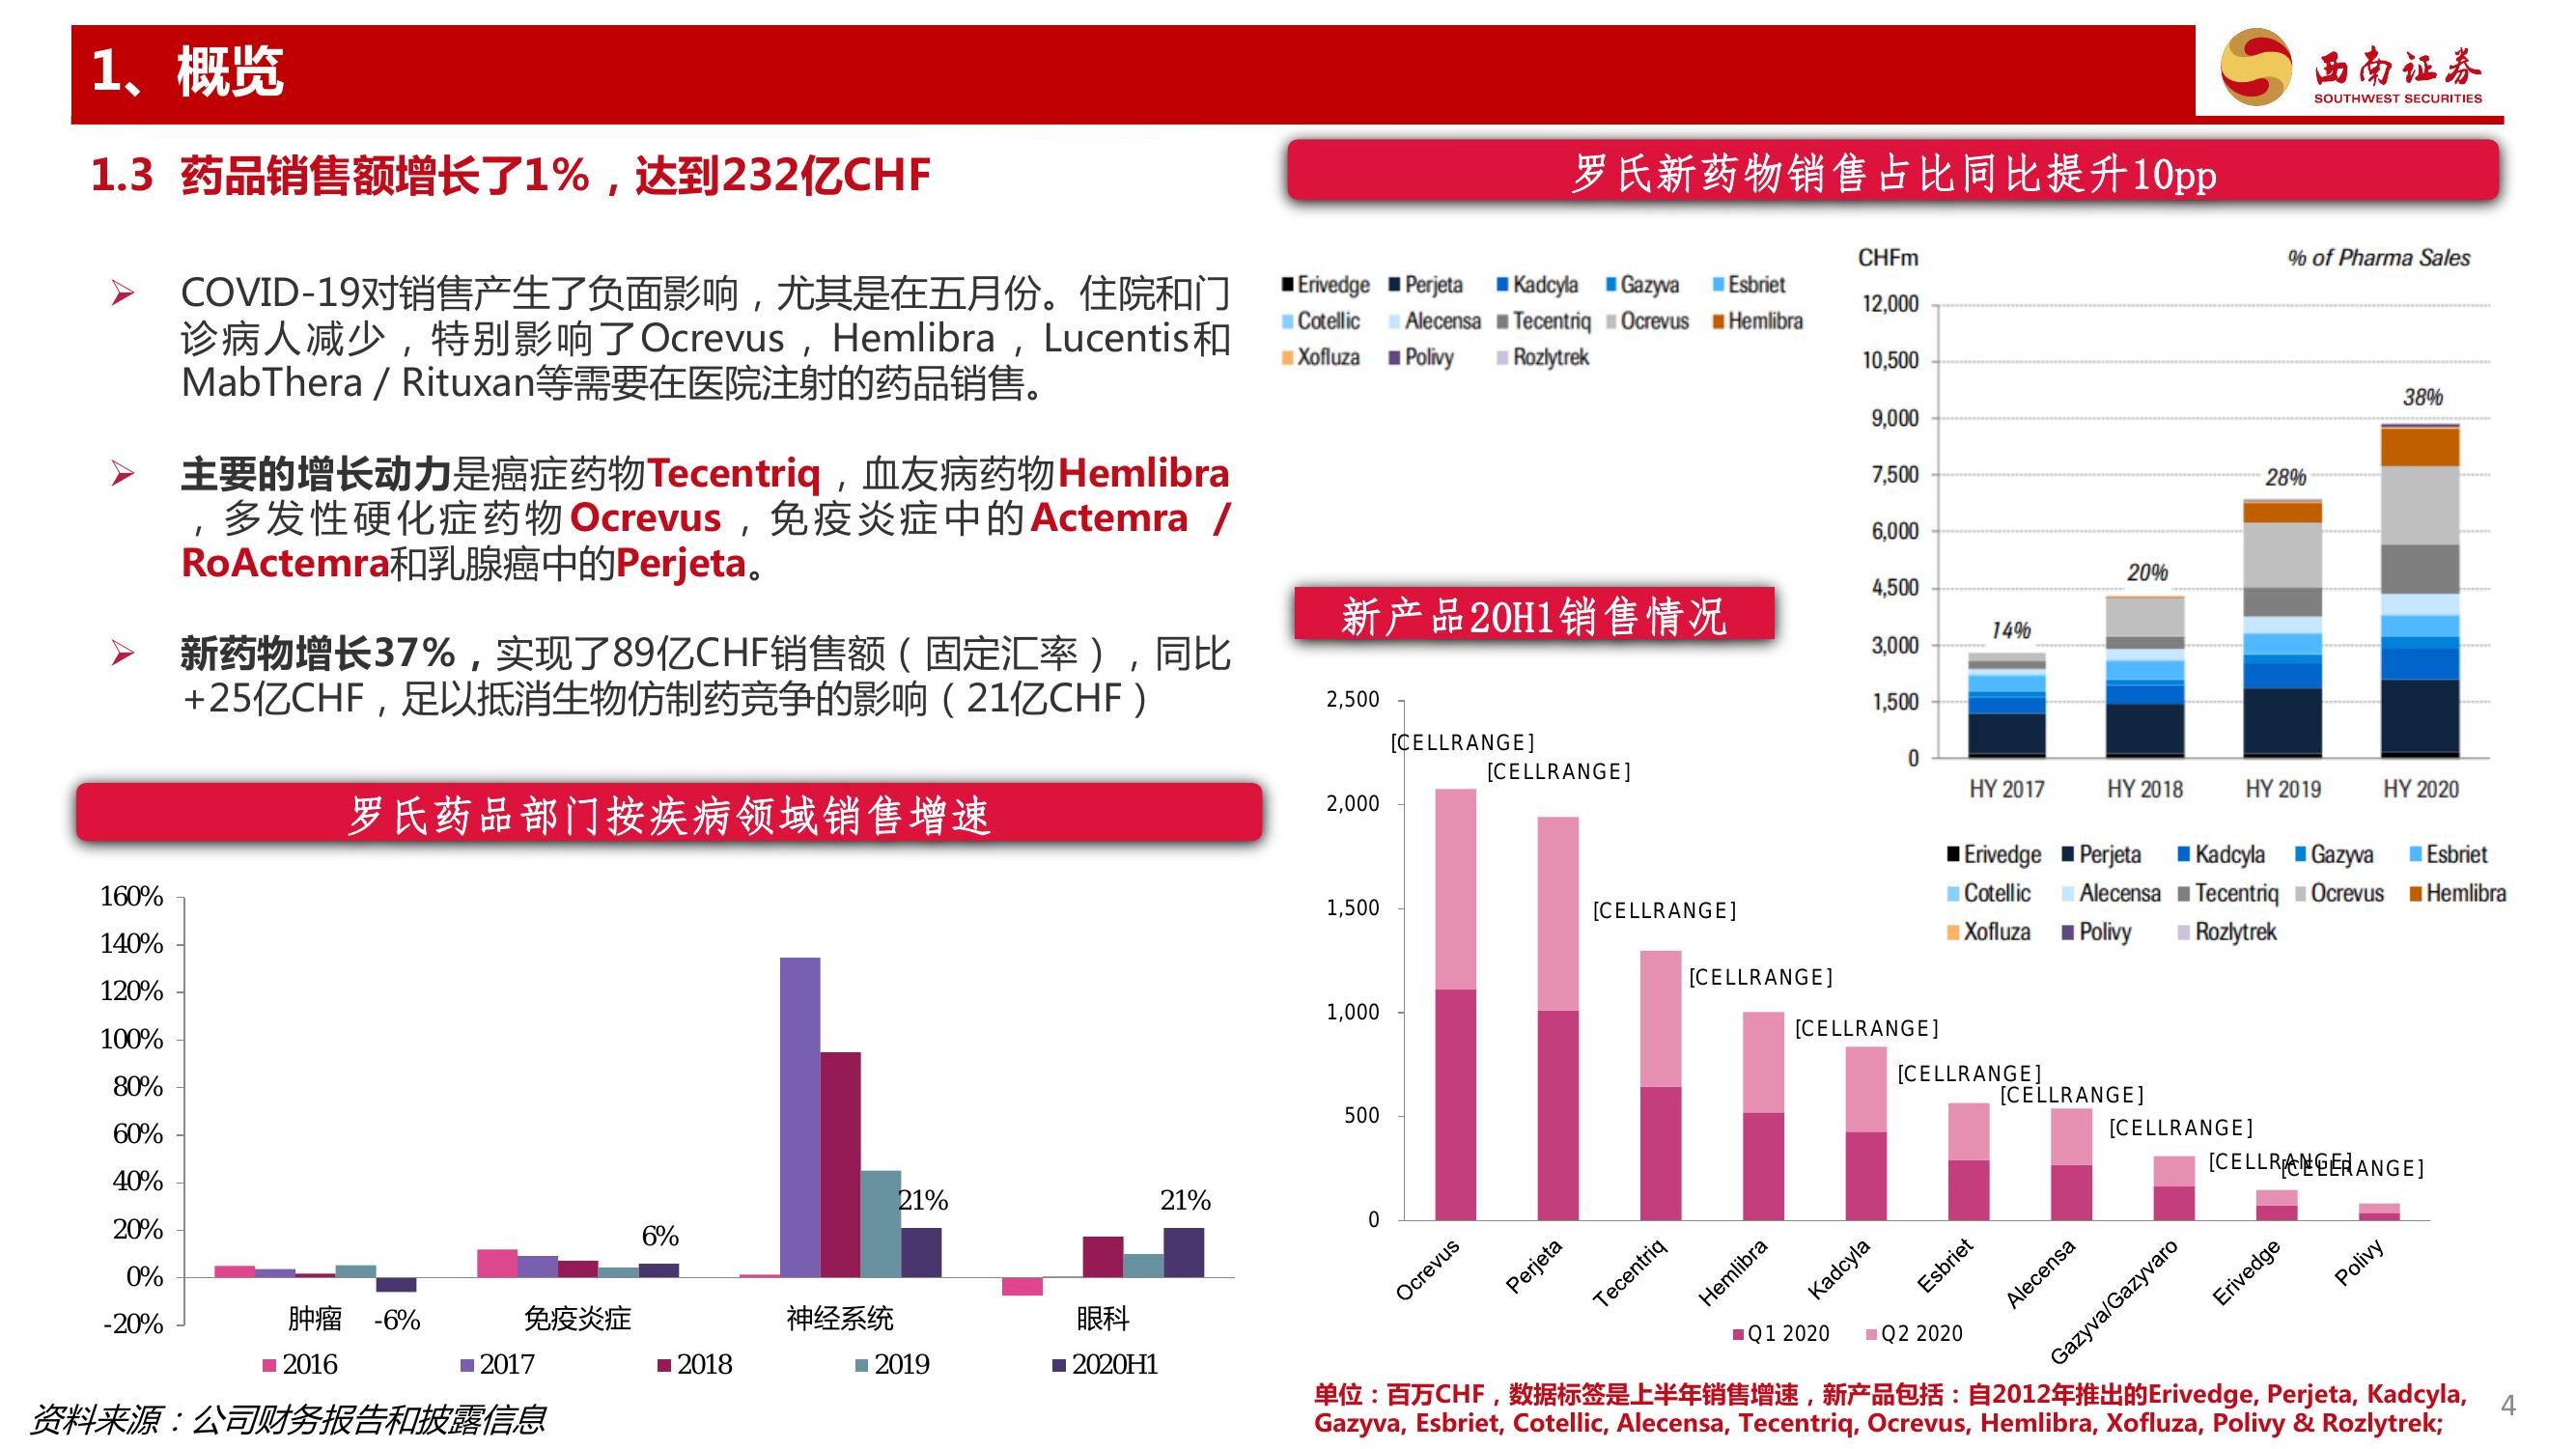 1、概览
西南证券
SOUTHWEST SECURITIES
1.3 药品销售额增长了1%，达到232亿CHF
COVID-19对销售产生了负面影响，尤其是在五月份。住院和门
诊病人减少，特别影响了Ocrevus，Hemlibra，Lucentis和
MabThera / Rituxan等需要在医院注射的药品销售。
主要的增长动力是癌症药物Tecentriq，血友病药物Hemlibra
，多发性硬化症药物Ocrevus，免疫炎症中的Actemra /
RoActemra和乳腺癌中的Perjeta。
新药物增长37%，实现了89亿CHF销售额（固定汇率），同比
+25亿CHF，足以抵消生物仿制药竞争的影响（21亿CHF）
罗氏药品部门按疾病领域销售增速
160%
140%
120%
100%
80%
60%
40%
20%
0%
-20%
-6%
6%
21%
21%
肿瘤 免疫炎症 神经系统 眼科
2016 2017 2018 2019 2020H1
资料来源：公司财务报告和披露信息
罗氏新药物销售占比同比提升10pp
Erivedge Perjeta Kadcyla Gazyva Esbriet
Cotellic Alecensa Tecentriq Ocrevus Hemlibra
Xofluza Polivy Rozlytrek
CHFm % of Pharma Sales
12,000
10,500
9,000
7,500
6,000
4,500
3,000
1,500
0
14%
20%
28%
38%
HY 2017 HY 2018 HY 2019 HY 2020
Erivedge Perjeta Kadcyla Gazyva Esbriet
Cotellic Alecensa Tecentriq Ocrevus Hemlibra
Xofluza Polivy Rozlytrek
新产品20H1销售情况
2,500
2,000
1,500
1,000
500
0
[CELLRANGE]
[CELLRANGE]
[CELLRANGE]
[CELLRANGE]
[CELLRANGE]
[CELLRANGE]
[CELLRANGE]
[CELLRANGE]
[CELLRANGE]
[CELLRANGE]
Ocrevus
Perjeta
Tecentriq
Hemlibra
Kadcyla
Esbriet
Alecensa
Gazyva/Gazyvaro
Erivedge
Polivy
Q1 2020 Q2 2020
单位：百万CHF，数据标签是上半年销售增速，新产品包括：自2012年推出的Erivedge, Perjeta, Kadcyla,
Gazyva, Esbriet, Cotellic, Alecensa, Tecentriq, Ocrevus, Hemlibra, Xofluza, Polivy & Rozlytrek;
4